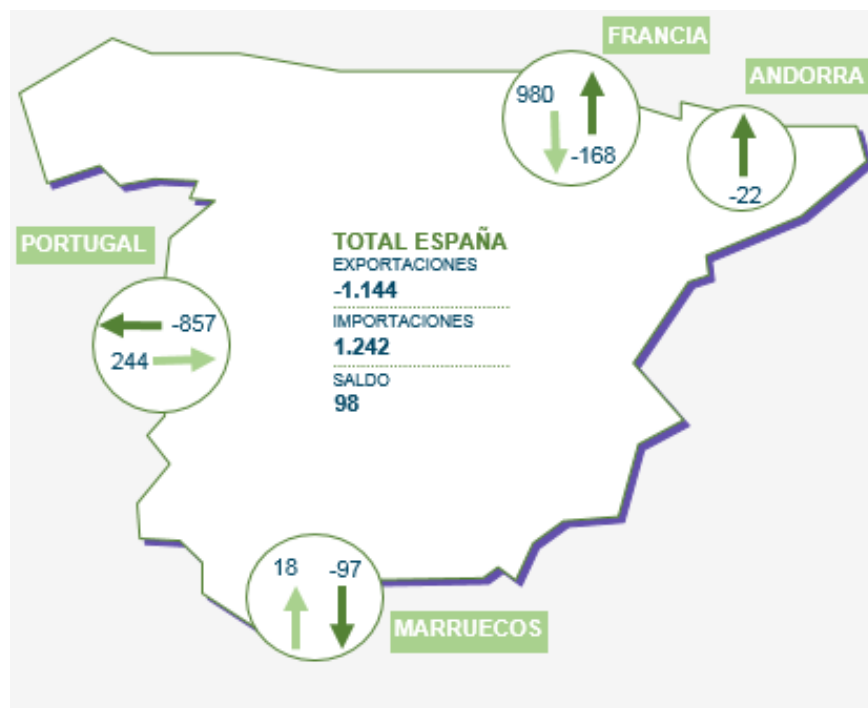 FRANCIA
980
-168
ANDORRA
-22
PORTUGAL
-857
244
TOTAL ESPAÑA
EXPORTACIONES
-1.144
IMPORTACIONES
1.242
SALDO
98
18 -97
MARRUECOS